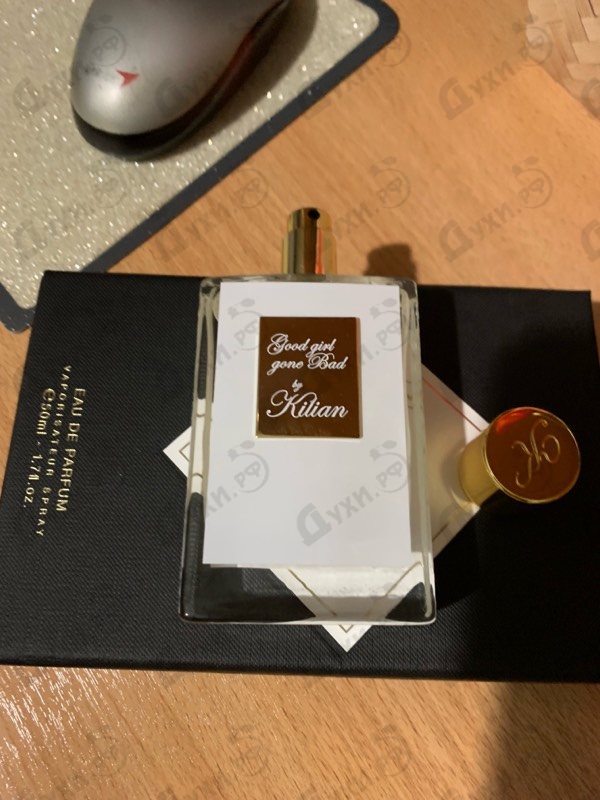 Good girl
gone Bad
by
Kilian
EAU DE PARFUM
VAPORISATEUR SPRAY
℮50ml · 1.7fl.oz.
K
Духи.РФ